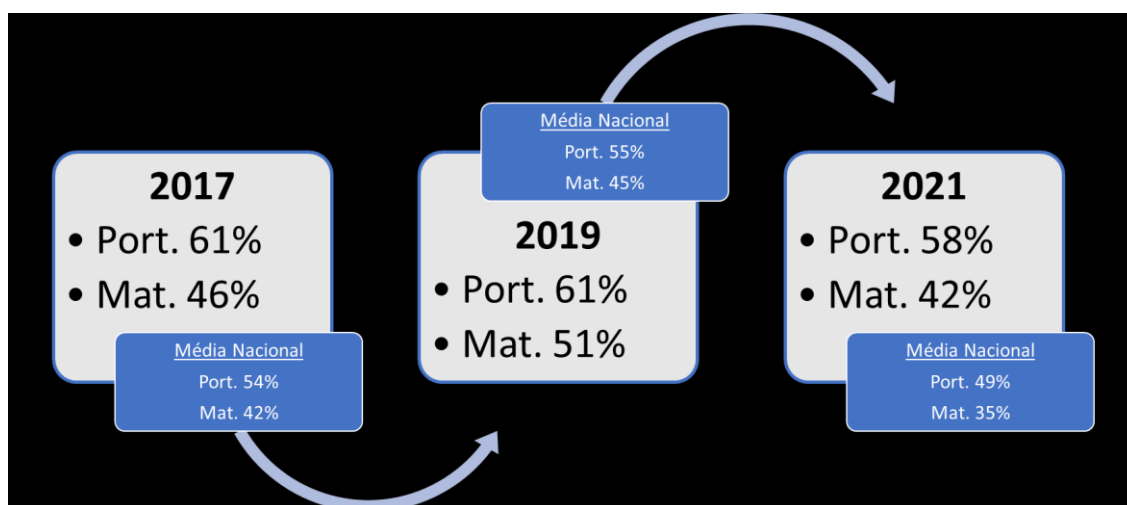 2017
• Port. 61%
• Mat. 46%
Média Nacional
Port. 54%
Mat. 42%
Média Nacional
Port. 55%
Mat. 45%
2019
• Port. 61%
• Mat. 51%
2021
• Port. 58%
• Mat. 42%
Média Nacional
Port. 49%
Mat. 35%